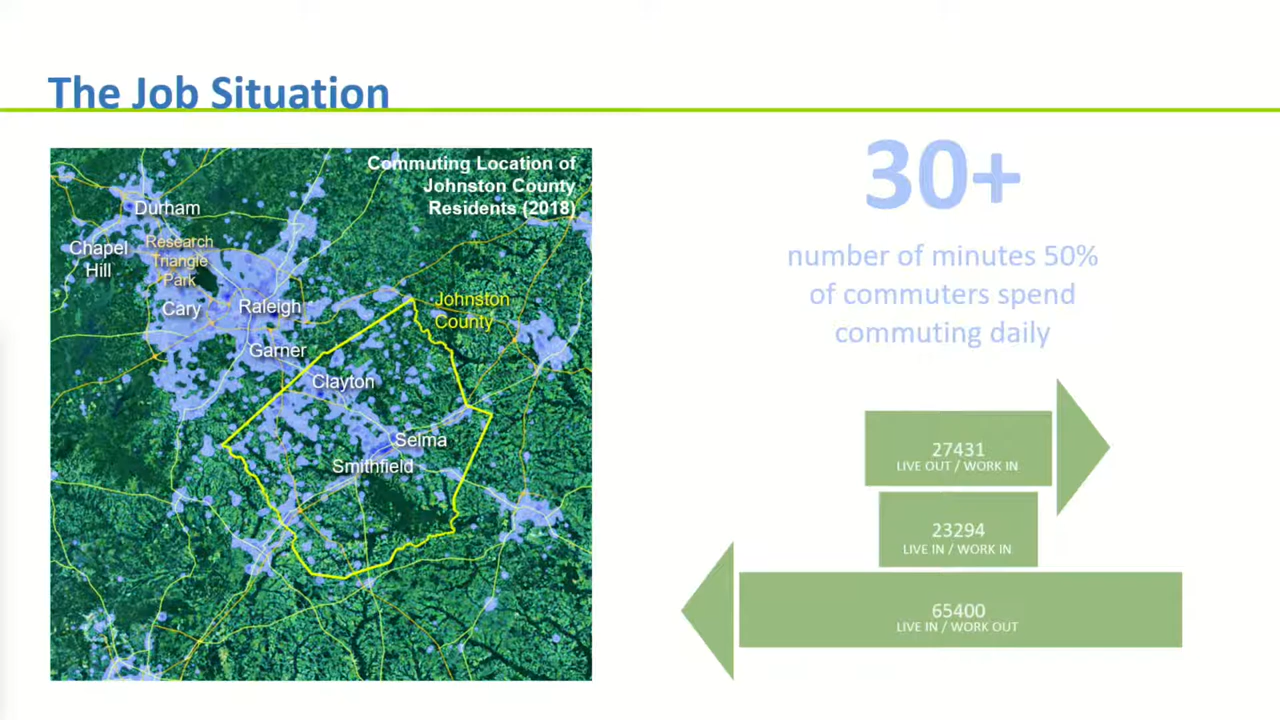 The Job Situation
Commuting Location of
Johnston County
Residents (2018)
Durham
Chapel
Hill
Research
Triangle
Park
Cary
Raleigh
Johnston
County
Garner
Clayton
Selma
Smithfield
30+
number of minutes 50%
of commuters spend
commuting daily
27431
LIVE OUT / WORK IN
23294
LIVE IN / WORK IN
65400
LIVE IN / WORK OUT